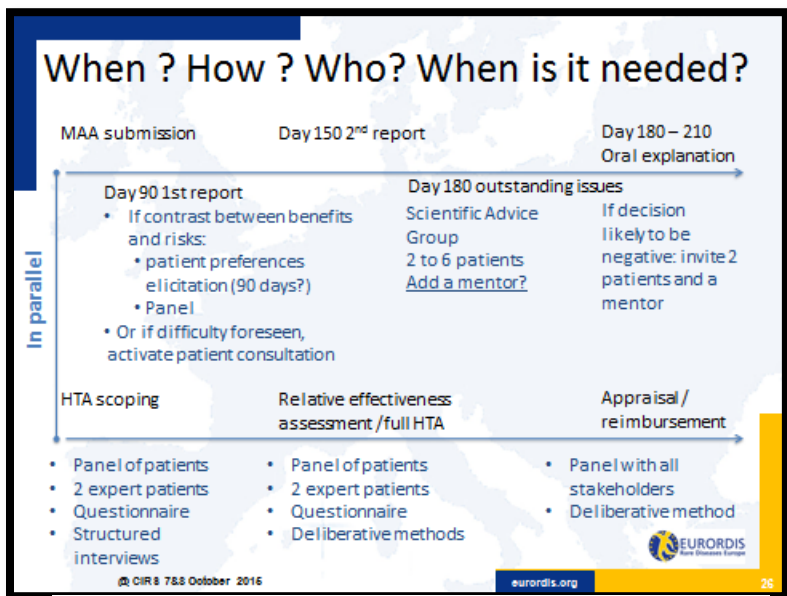 When ? How ? Who? When is it needed?
MAA submission
Day 150 2nd report
Day 180 – 210
Oral explanation
In parallel
Day 90 1st report
• If contrast between benefits
and risks:
• patient preferences
elicitation (90 days?)
• Panel
• Or if difficulty foreseen,
activate patient consultation
Day 180 outstanding issues
Scientific Advice
Group
2 to 6 patients
Add a mentor?
If decision
likely to be
negative: invite 2
patients and a
mentor
HTA scoping
Relative effectiveness
assessment /full HTA
Appraisal/
reimbursement
• Panel of patients
• 2 expert patients
• Questionnaire
• Structured
interviews
• Panel of patients
• 2 expert patients
• Questionnaire
• Deliberative methods
• Panel with all
stakeholders
• Deliberative method
EURORDIS
Rare Diseases Europe
@ CIRS 7&8 October 2015
eurordis.org
26